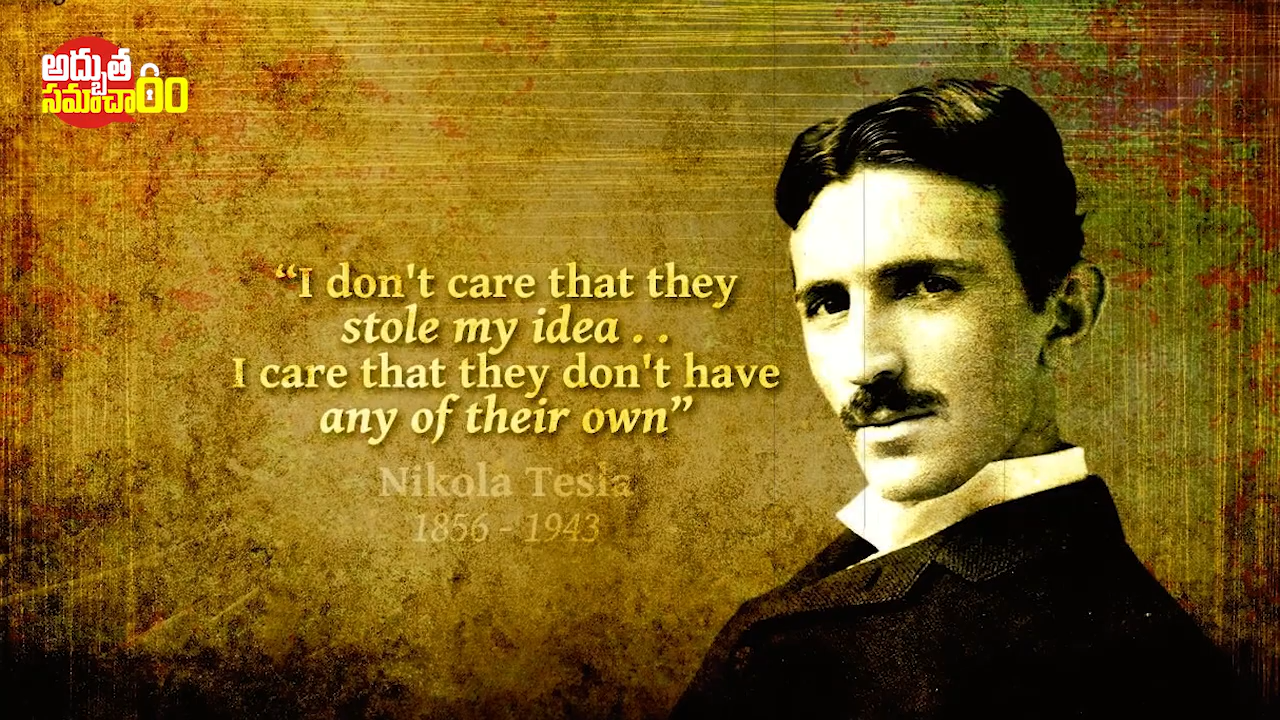 అద్భుత
సమాచారం
“I don't care that they
stole my idea . .
I care that they don't have
any of their own”
Nikola Tesla
1856 - 1943